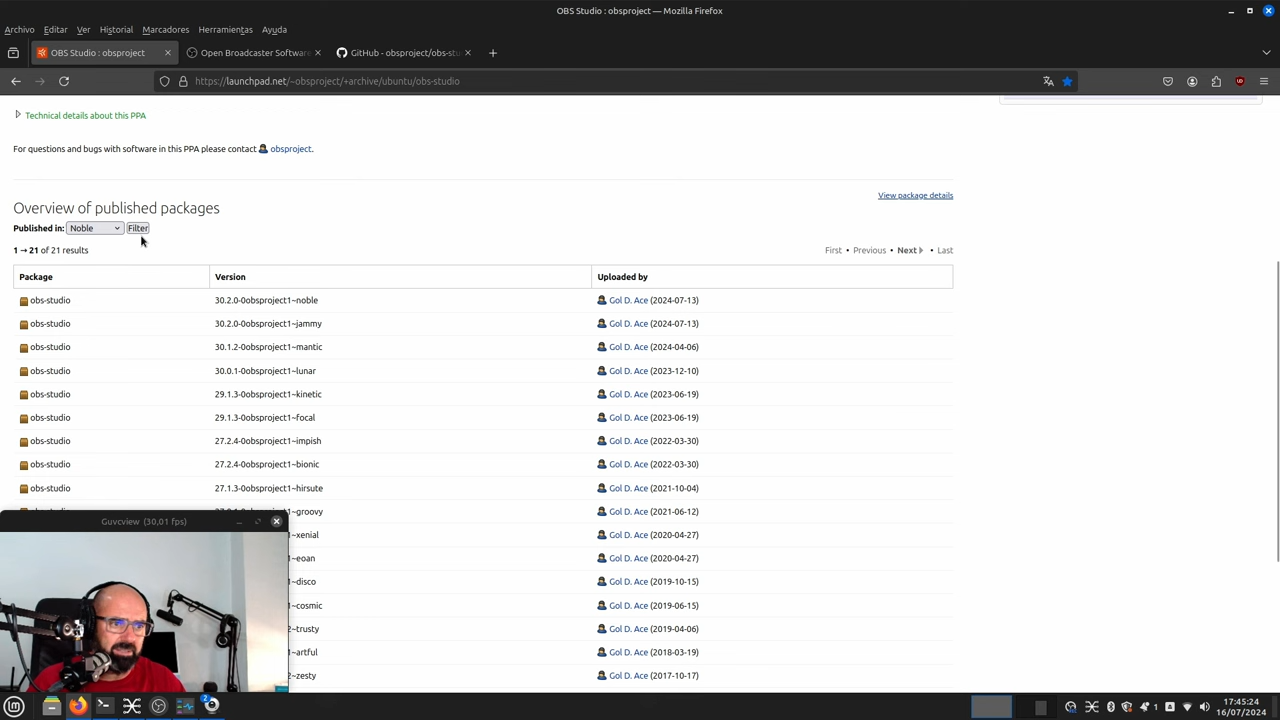 OBS Studio : obsproject — Mozilla Firefox
Archivo Editar Ver Historial Marcadores Herramientas Ayuda
OBS Studio : obsproject
Open Broadcaster Software
GitHub - obsproject/obs-stu
https://launchpad.net/~obsproject/+archive/ubuntu/obs-studio
Technical details about this PPA
For questions and bugs with software in this PPA please contact obsproject.
View package details
Overview of published packages
Published in: Noble Filter
1 → 21 of 21 results
First • Previous • Next • Last
Package Version Uploaded by
obs-studio 30.2.0-0obsproject1~noble Gol D. Ace (2024-07-13)
obs-studio 30.2.0-0obsproject1~jammy Gol D. Ace (2024-07-13)
obs-studio 30.1.2-0obsproject1~mantic Gol D. Ace (2024-04-06)
obs-studio 30.0.1-0obsproject1~lunar Gol D. Ace (2023-12-10)
obs-studio 29.1.3-0obsproject1~kinetic Gol D. Ace (2023-06-19)
obs-studio 29.1.3-0obsproject1~focal Gol D. Ace (2023-06-19)
obs-studio 27.2.4-0obsproject1~impish Gol D. Ace (2022-03-30)
obs-studio 27.2.4-0obsproject1~bionic Gol D. Ace (2022-03-30)
obs-studio 27.1.3-0obsproject1~hirsute Gol D. Ace (2021-10-04)
~groovy Gol D. Ace (2021-06-12)
Guvcview (30,01 fps)
1~xenial Gol D. Ace (2020-04-27)
1~eoan Gol D. Ace (2020-04-27)
1~disco Gol D. Ace (2019-10-15)
1~cosmic Gol D. Ace (2019-06-15)
2~trusty Gol D. Ace (2019-04-06)
1~artful Gol D. Ace (2018-03-19)
2~zesty Gol D. Ace (2017-10-17)
2
1
17:45:24
16/07/2024